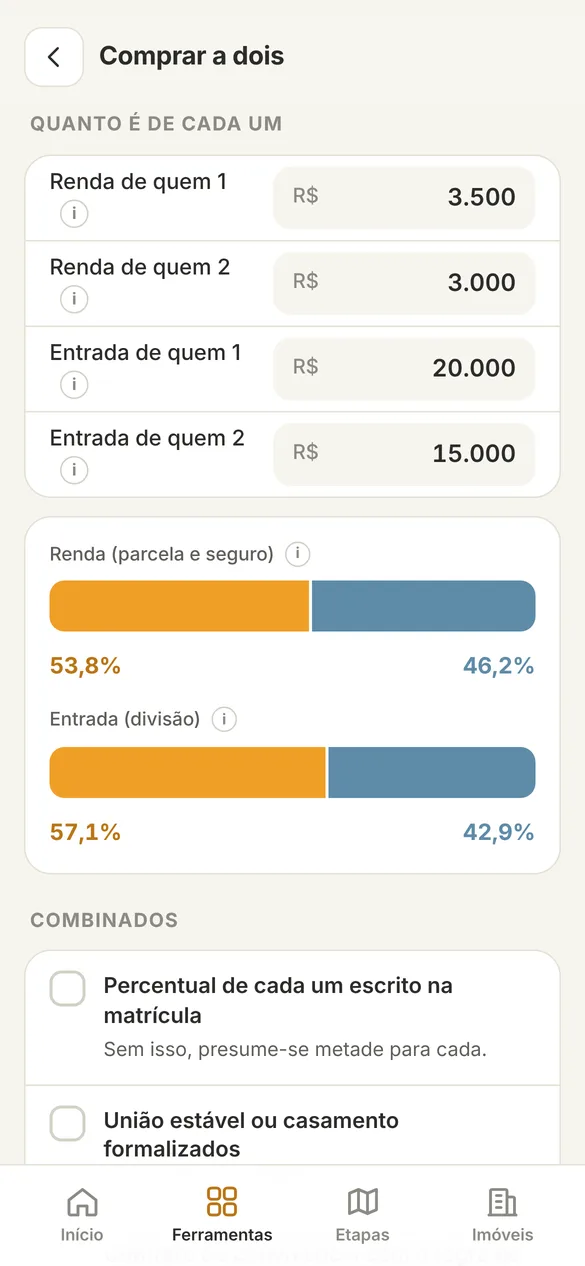 Comprar a dois
QUANTO É DE CADA UM
Renda de quem 1
i
R$ 3.500
Renda de quem 2
i
R$ 3.000
Entrada de quem 1
i
R$ 20.000
Entrada de quem 2
i
R$ 15.000
Renda (parcela e seguro) i
53,8% 46,2%
Entrada (divisão) i
57,1% 42,9%
COMBINADOS
Percentual de cada um escrito na
matrícula
Sem isso, presume-se metade para cada.
União estável ou casamento
formalizados
Início Ferramentas Etapas Imóveis